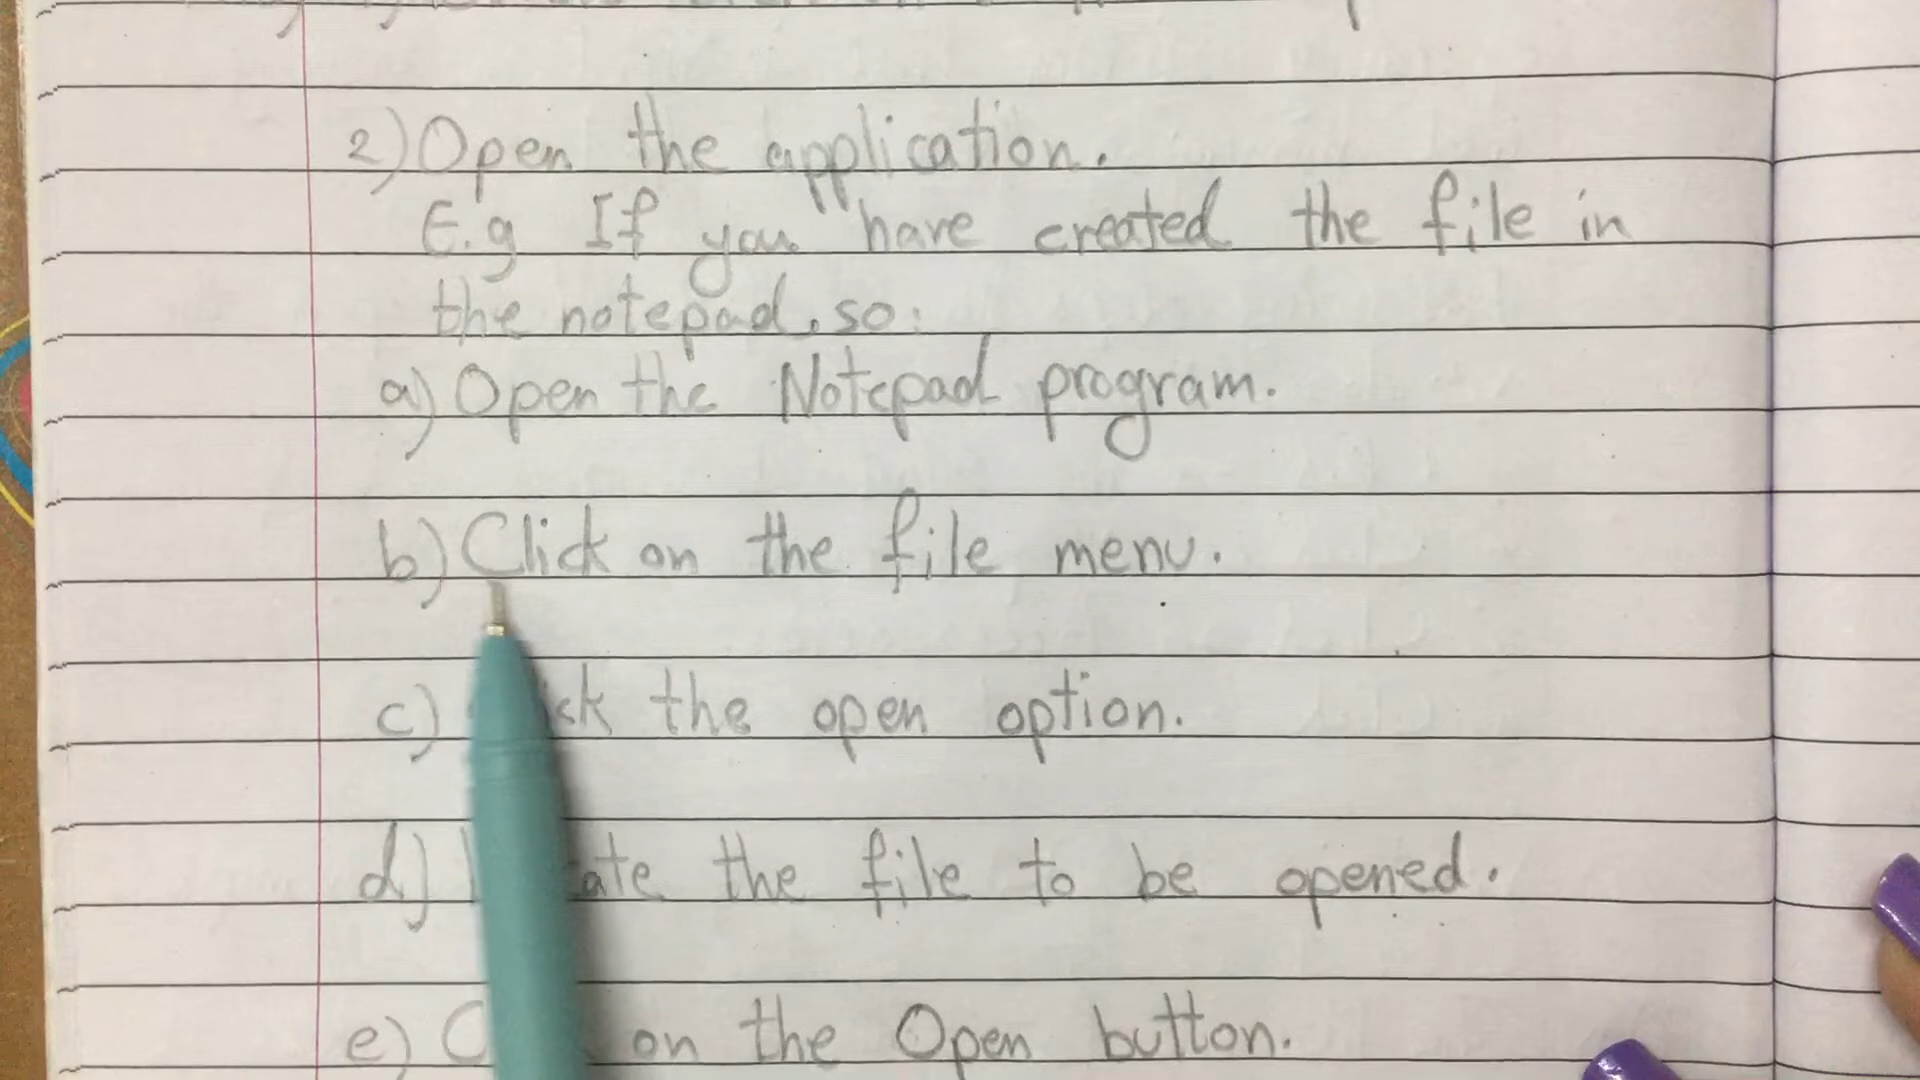 2) Open the application.
E.g If you have created the file in
the notepad, so:
a) Open the Notepad program.
b) Click on the file menu.
c) the open option.
d) the file to be opened.
e) on the Open button.